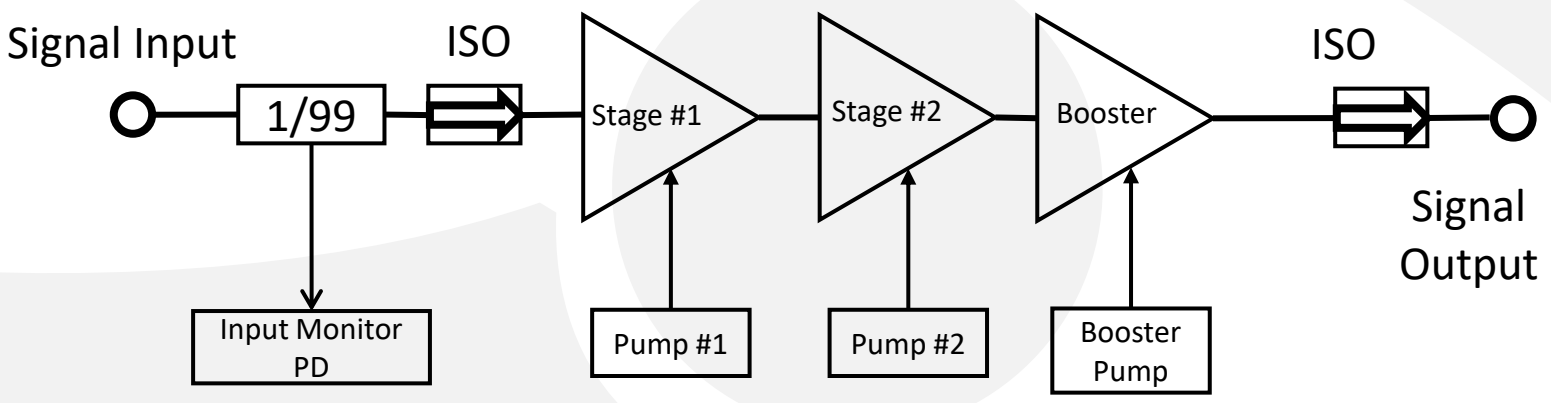 Signal Input
ISO
ISO
1/99
Stage #1
Stage #2
Booster
Signal
Output
Input Monitor
PD
Pump #1
Pump #2
Booster
Pump